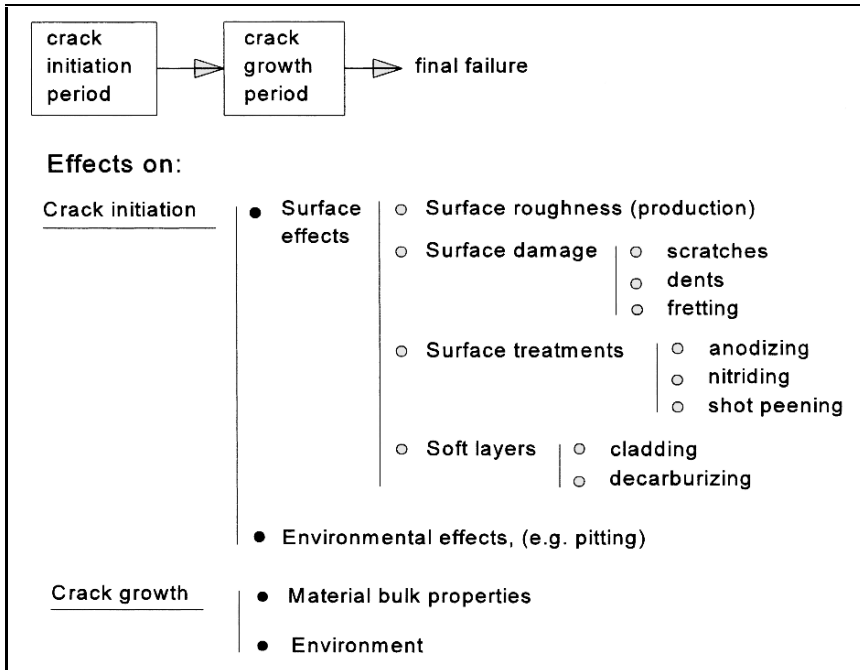 crack
initiation
period
crack
growth
period
final failure
Effects on:
Crack initiation
Surface
effects
Surface roughness (production)
Surface damage
scratches
dents
fretting
Surface treatments
anodizing
nitriding
shot peening
Soft layers
cladding
decarburizing
Environmental effects, (e.g. pitting)
Crack growth
Material bulk properties
Environment